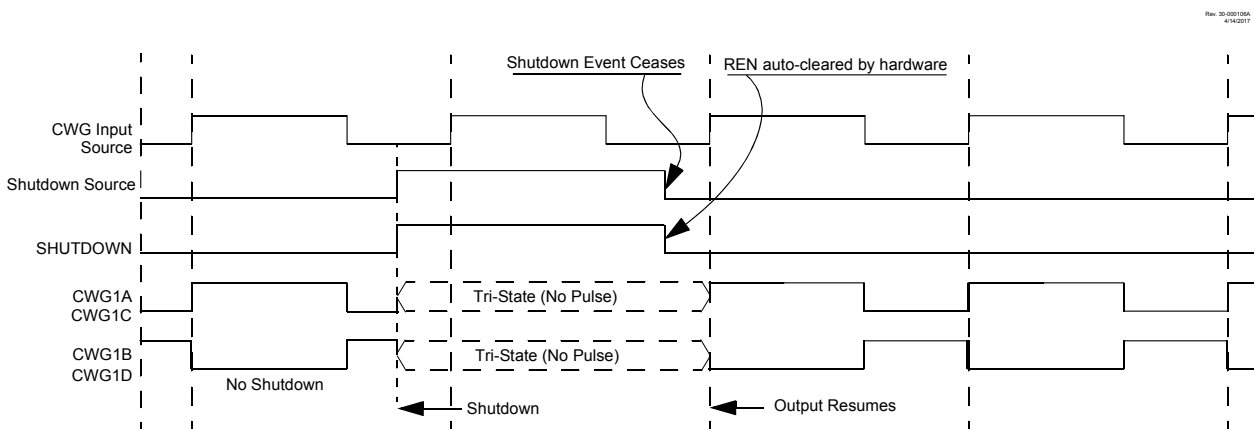 Rev. 30-000108A
4/14/2017
Shutdown Event Ceases
REN auto-cleared by hardware
CWG Input
Source
Shutdown Source
SHUTDOWN
CWG1A
CWG1C
Tri-State (No Pulse)
CWG1B
CWG1D
Tri-State (No Pulse)
No Shutdown
Shutdown
Output Resumes